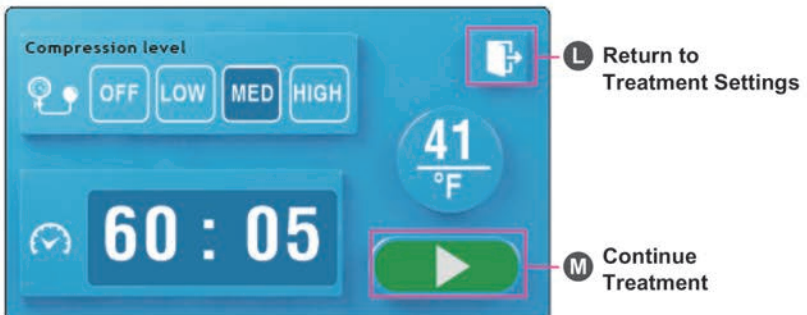 Compression level
OFF LOW MED HIGH
41
°F
60 : 05
L Return to
Treatment Settings
M Continue
Treatment